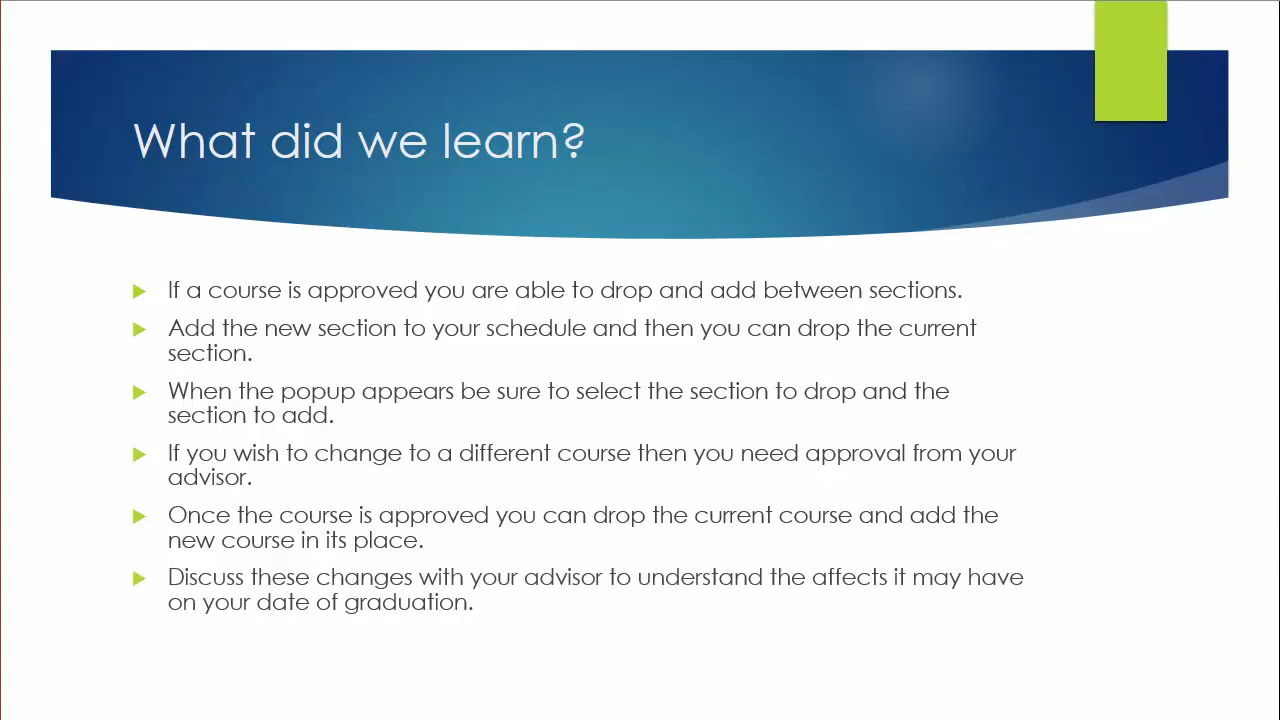 What did we learn?
If a course is approved you are able to drop and add between sections.
Add the new section to your schedule and then you can drop the current
section.
When the popup appears be sure to select the section to drop and the
section to add.
If you wish to change to a different course then you need approval from your
advisor.
Once the course is approved you can drop the current course and add the
new course in its place.
Discuss these changes with your advisor to understand the affects it may have
on your date of graduation.